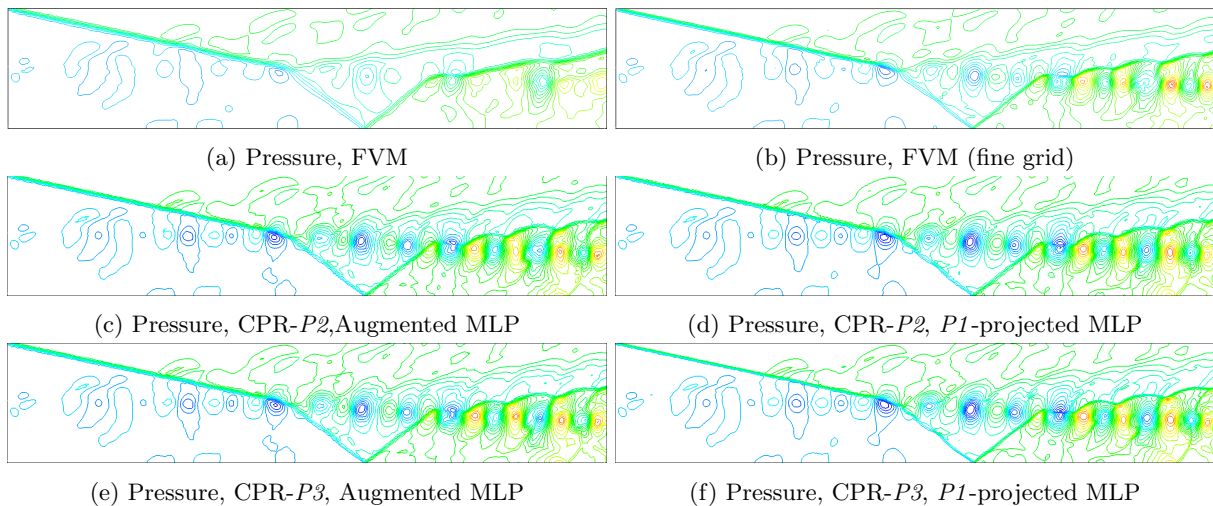 (a) Pressure, FVM
(b) Pressure, FVM (fine grid)
(c) Pressure, CPR-P2,Augmented MLP
(d) Pressure, CPR-P2, P1-projected MLP
(e) Pressure, CPR-P3, Augmented MLP
(f) Pressure, CPR-P3, P1-projected MLP